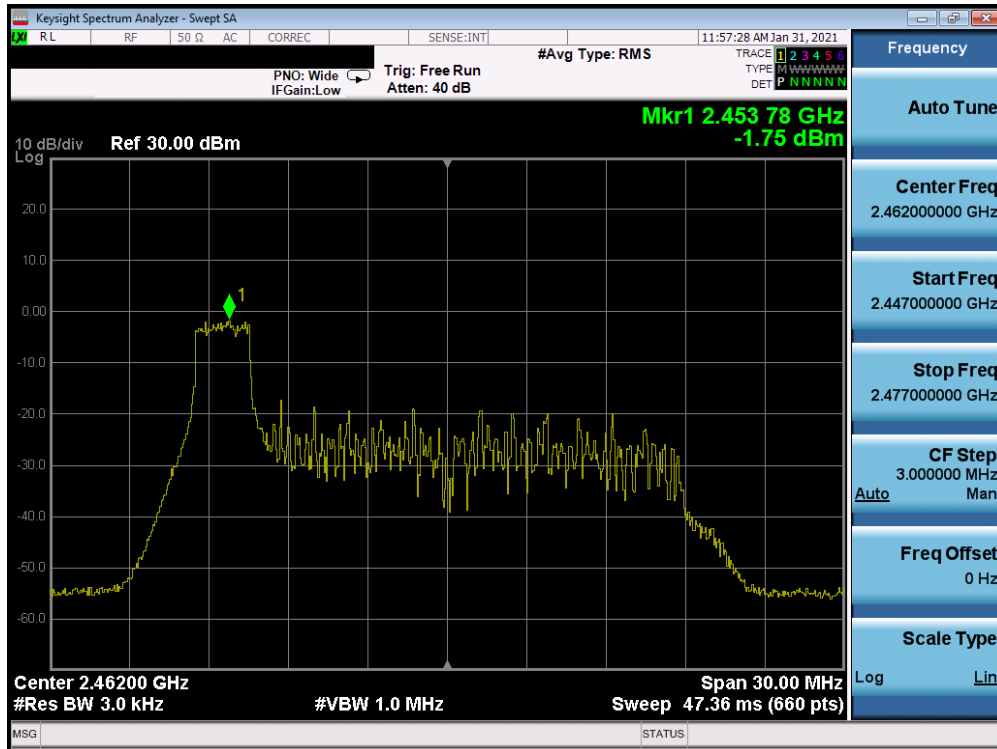 Keysight Spectrum Analyzer - Swept SA
LXI RL RF 50 Ω AC CORREC SENSE:INT 11:57:28 AM Jan 31, 2021
PNO: Wide
IFGain:Low
Trig: Free Run
Atten: 40 dB
#Avg Type: RMS
TRACE 1 2 3 4 5 6
TYPE M WWWWW
DET P N N N N N
Mkr1 2.453 78 GHz
-1.75 dBm
10 dB/div
Log
Ref 30.00 dBm
20.0
10.0
0.00
-10.0
-20.0
-30.0
-40.0
-50.0
-60.0
1
Center 2.46200 GHz
Span 30.00 MHz
#Res BW 3.0 kHz
#VBW 1.0 MHz
Sweep 47.36 ms (660 pts)
MSG
STATUS
Frequency
Auto Tune
Center Freq
2.462000000 GHz
Start Freq
2.447000000 GHz
Stop Freq
2.477000000 GHz
CF Step
3.000000 MHz
Auto Man
Freq Offset
0 Hz
Scale Type
Log Lin